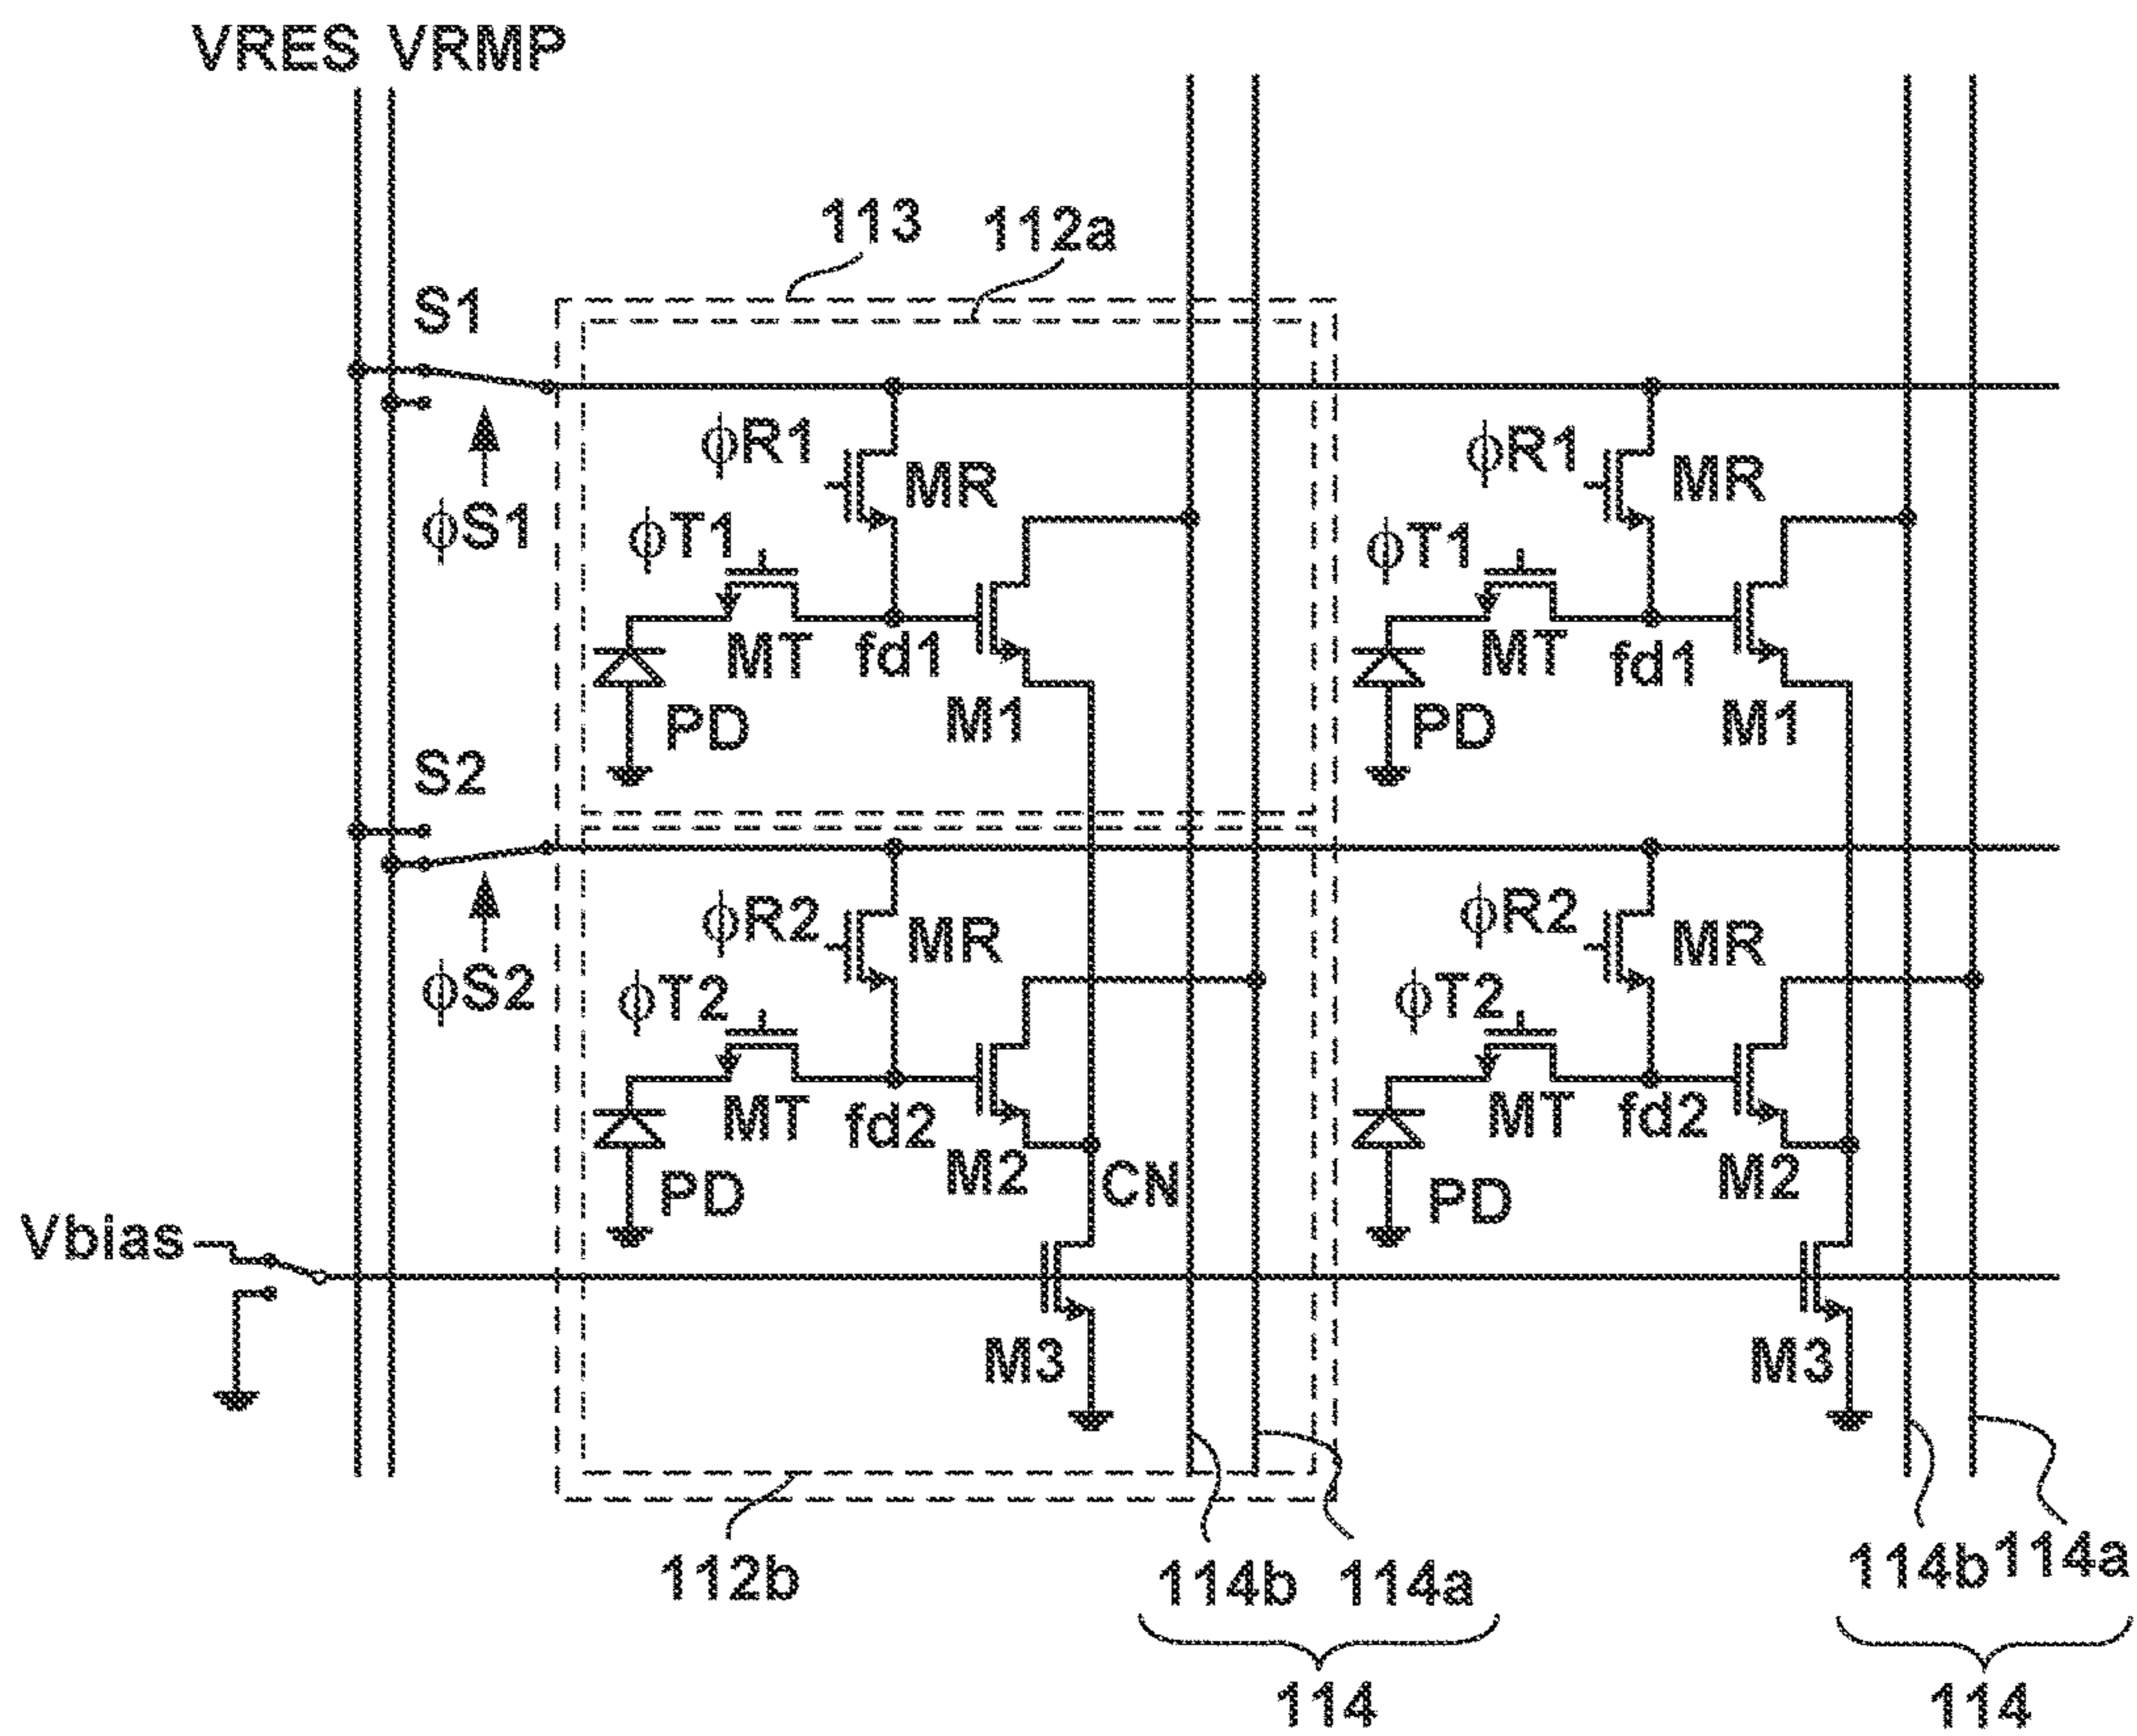 VRES VRMP
113
112a
S1
ϕR1
MR
ϕR1
MR
ϕS1
ϕT1
ϕT1
MT
fd1
MT
fd1
PD
M1
PD
M1
S2
ϕR2
MR
ϕR2
MR
ϕS2
ϕT2
ϕT2
MT
fd2
MT
fd2
M2
CN
M2
PD
PD
Vbias
M3
M3
112b
114b
114a
114b
114a
114
114